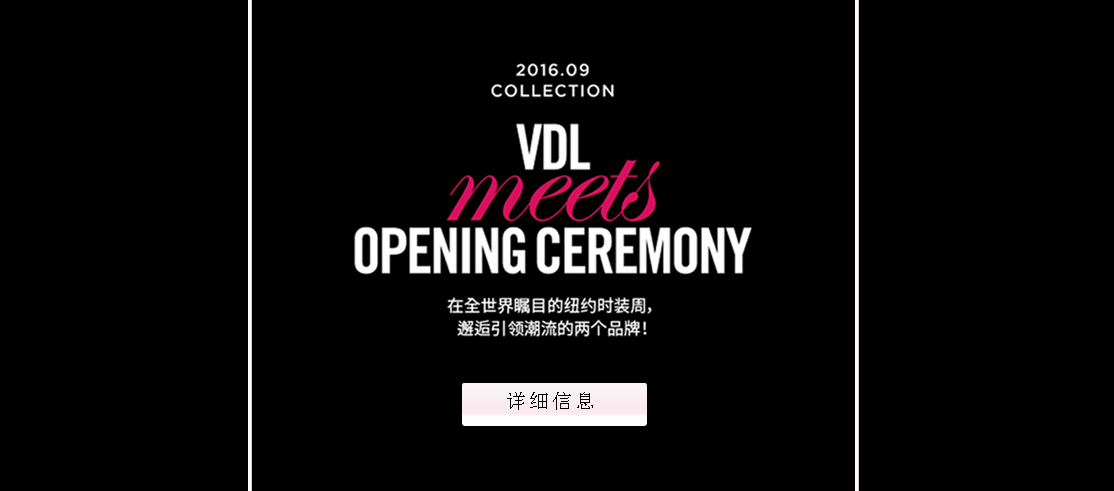 2016.09
COLLECTION
VDL
meets
OPENING CEREMONY
在全世界瞩目的纽约时装周，
邂逅引领潮流的两个品牌！
详细信息